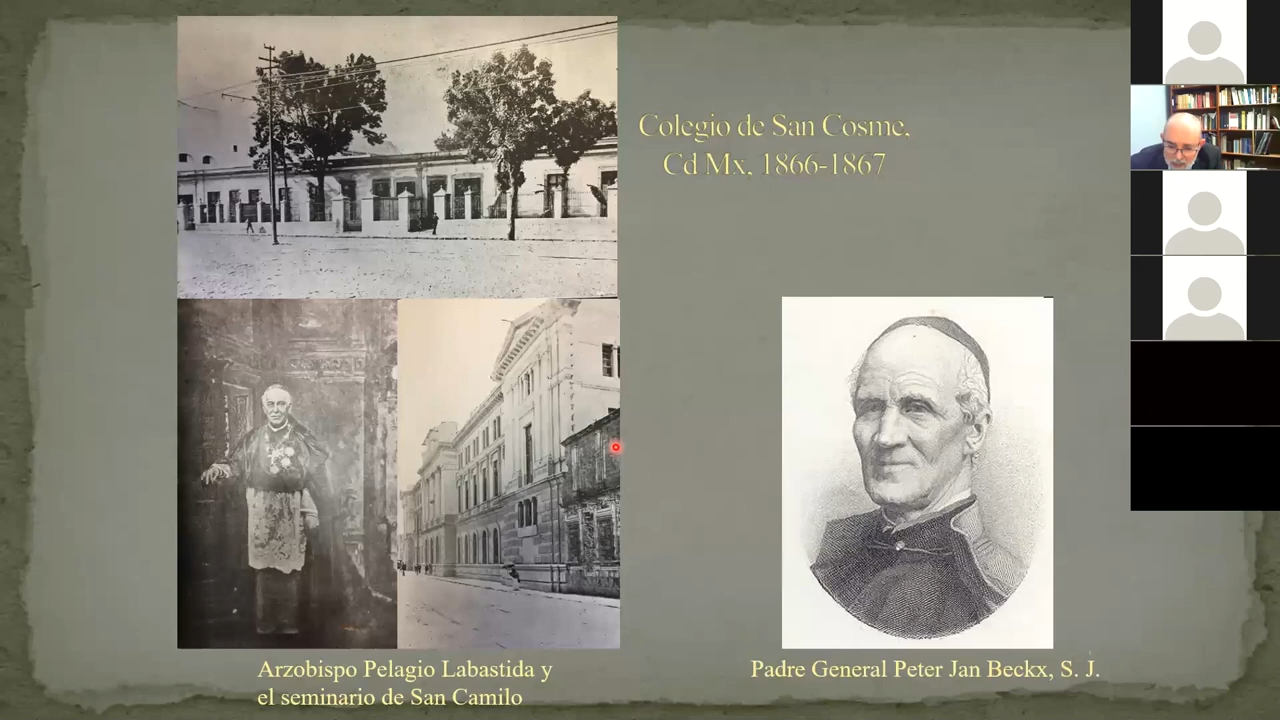 Colegio de San Cosme,
Cd Mx, 1866-1867
Arzobispo Pelagio Labastida y
el seminario de San Camilo
Padre General Peter Jan Beckx, S. J.